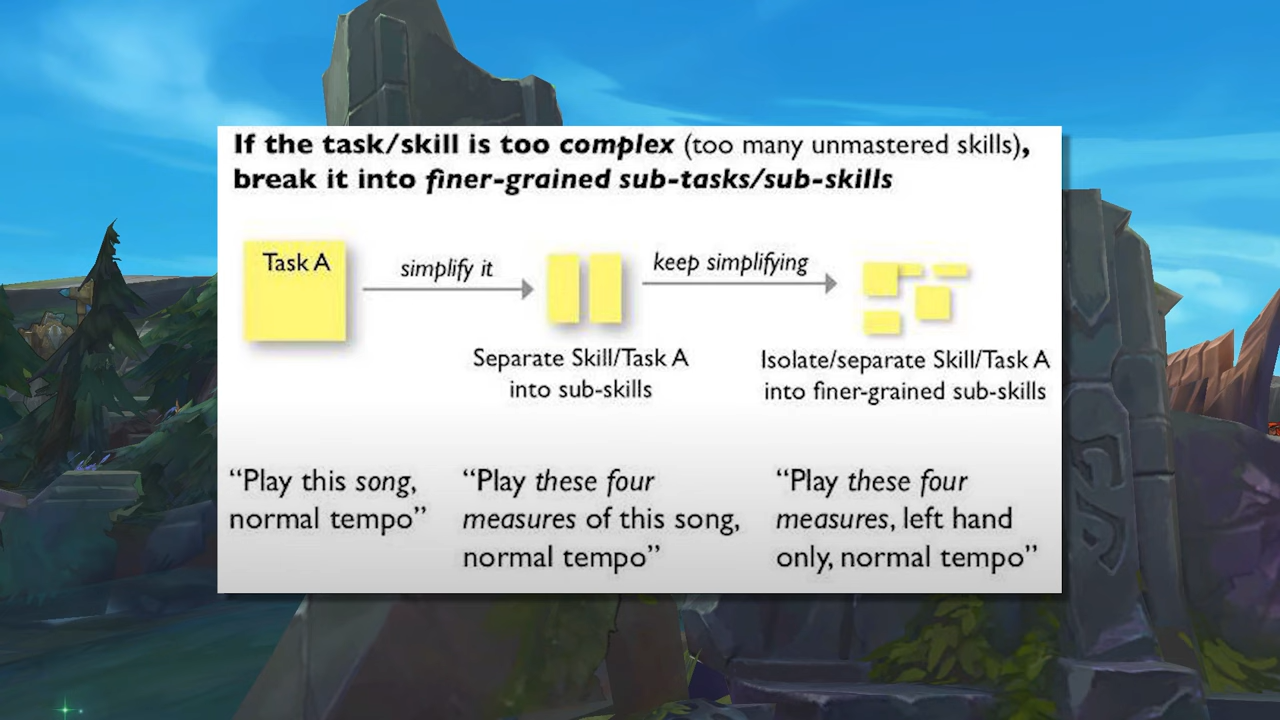 If the task/skill is too complex (too many unmastered skills),
break it into finer-grained sub-tasks/sub-skills
Task A
simplify it
keep simplifying
Separate Skill/Task A
into sub-skills
Isolate/separate Skill/Task A
into finer-grained sub-skills
“Play this song,
normal tempo”
“Play these four
measures of this song,
normal tempo”
“Play these four
measures, left hand
only, normal tempo”